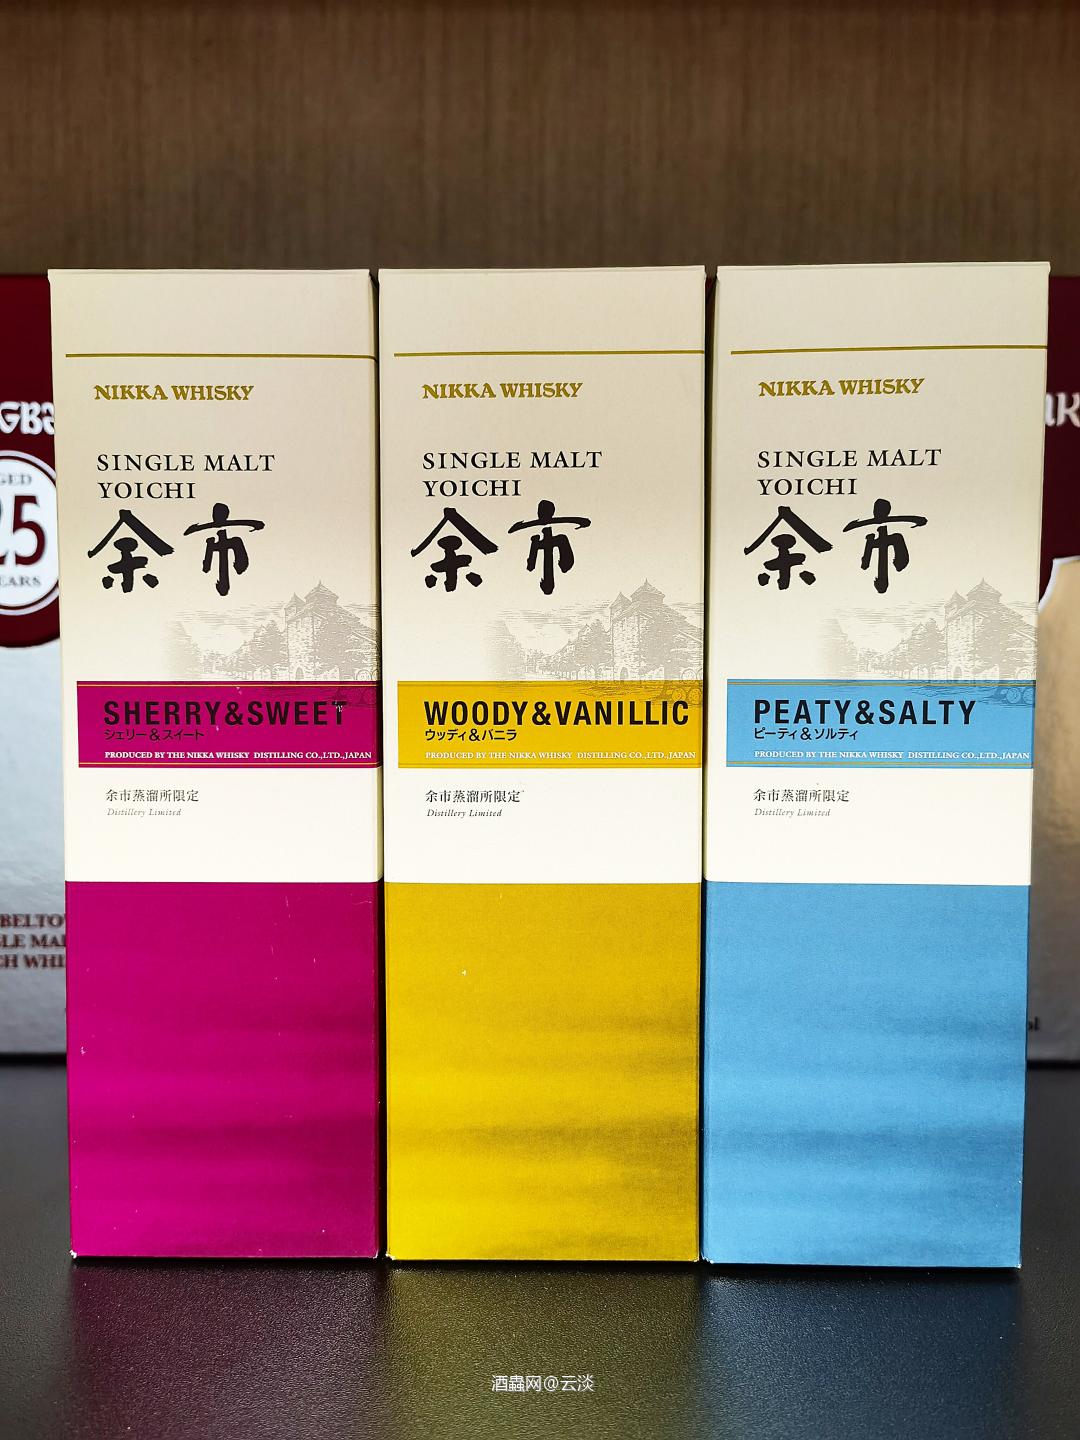 NIKKA WHISKY
SINGLE MALT
YOICHI
余市
SHERRY&SWEET
シェリー&スイート
PRODUCED BY THE NIKKA WHISKY DISTILLING CO.,LTD.,JAPAN
余市蒸溜所限定
Distillery Limited
NIKKA WHISKY
SINGLE MALT
YOICHI
余市
WOODY&VANILLIC
ウッディ&バニラ
PRODUCED BY THE NIKKA WHISKY DISTILLING CO.,LTD.,JAPAN
余市蒸溜所限定
Distillery Limited
NIKKA WHISKY
SINGLE MALT
YOICHI
余市
PEATY&SALTY
ピーティ&ソルティ
PRODUCED BY THE NIKKA WHISKY DISTILLING CO.,LTD.,JAPAN
余市蒸溜所限定
Distillery Limited
25
酒蟲网@云淡